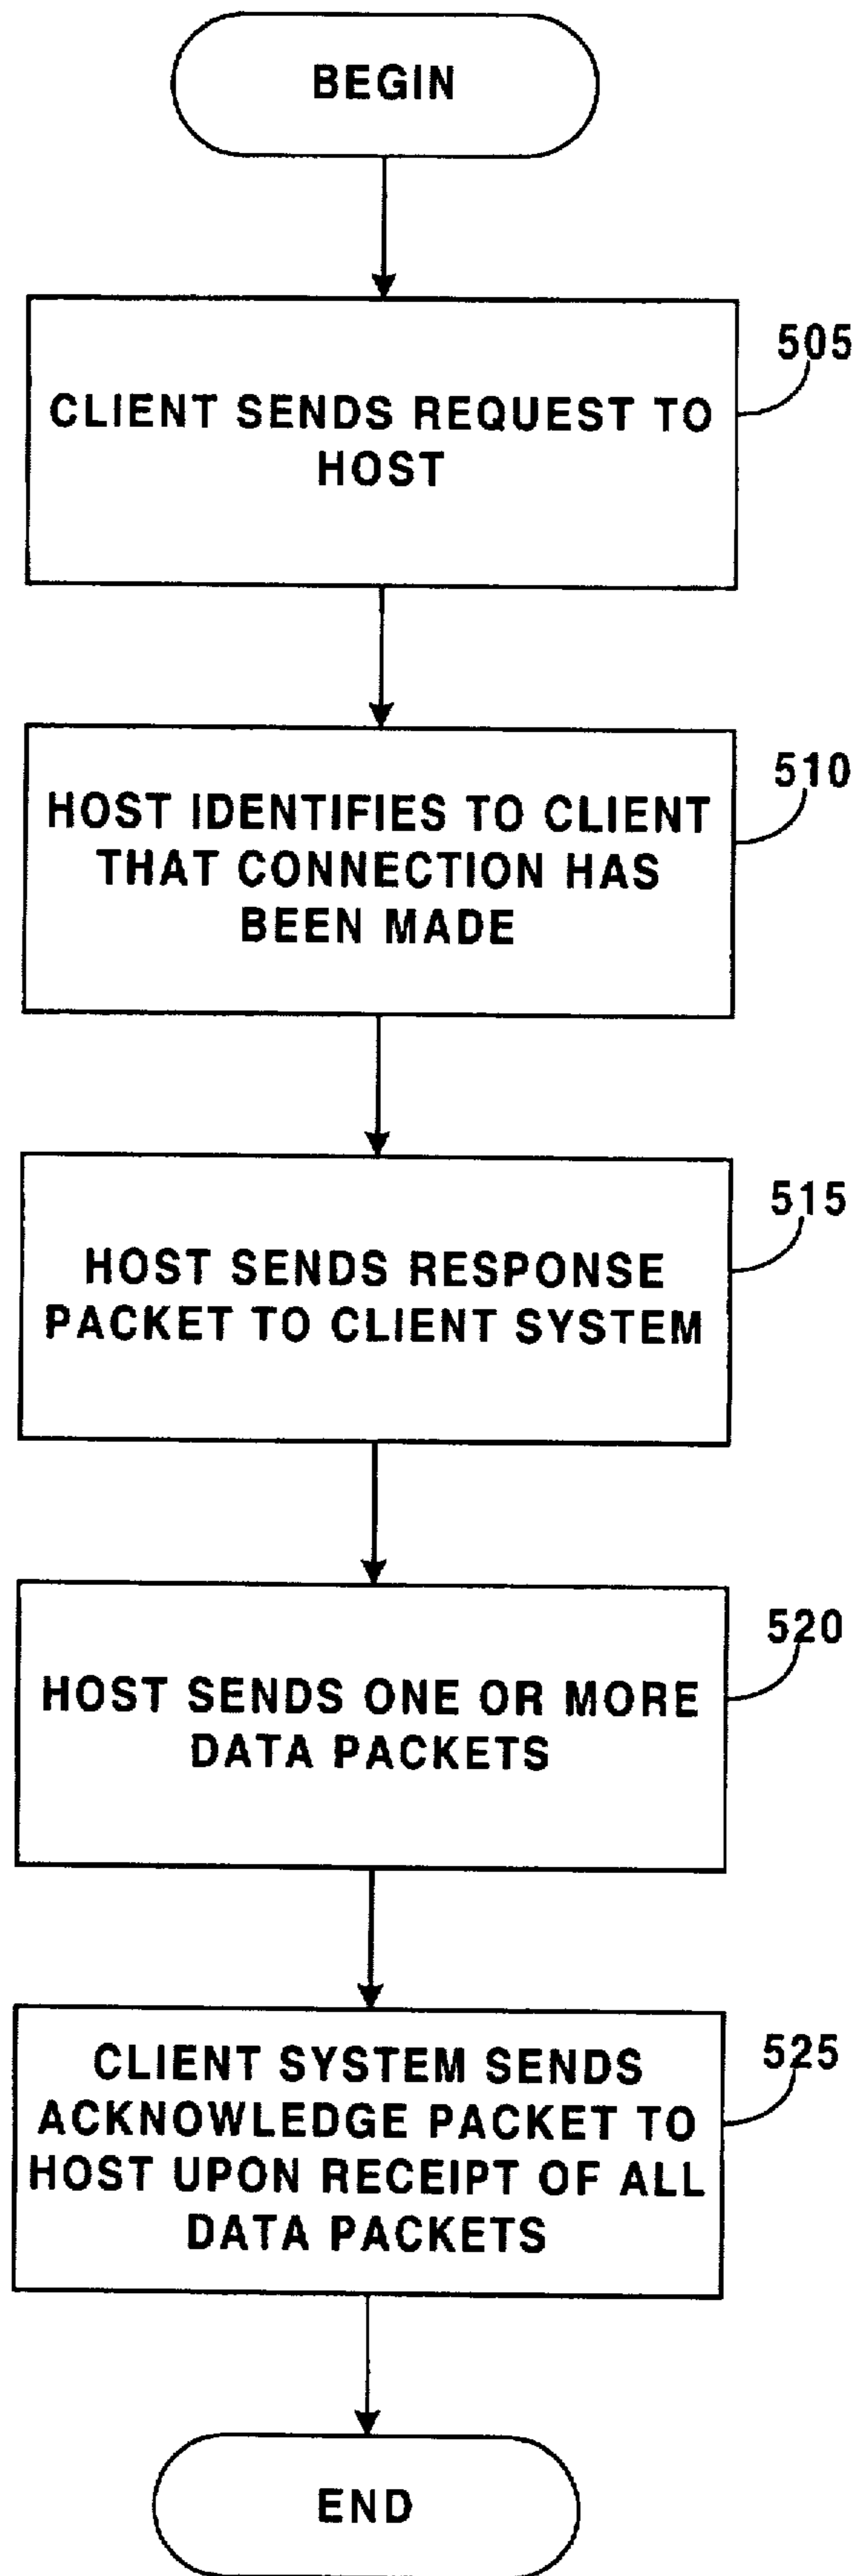 BEGIN
505
CLIENT SENDS REQUEST TO
HOST
510
HOST IDENTIFIES TO CLIENT
THAT CONNECTION HAS
BEEN MADE
515
HOST SENDS RESPONSE
PACKET TO CLIENT SYSTEM
520
HOST SENDS ONE OR MORE
DATA PACKETS
525
CLIENT SYSTEM SENDS
ACKNOWLEDGE PACKET TO
HOST UPON RECEIPT OF ALL
DATA PACKETS
END